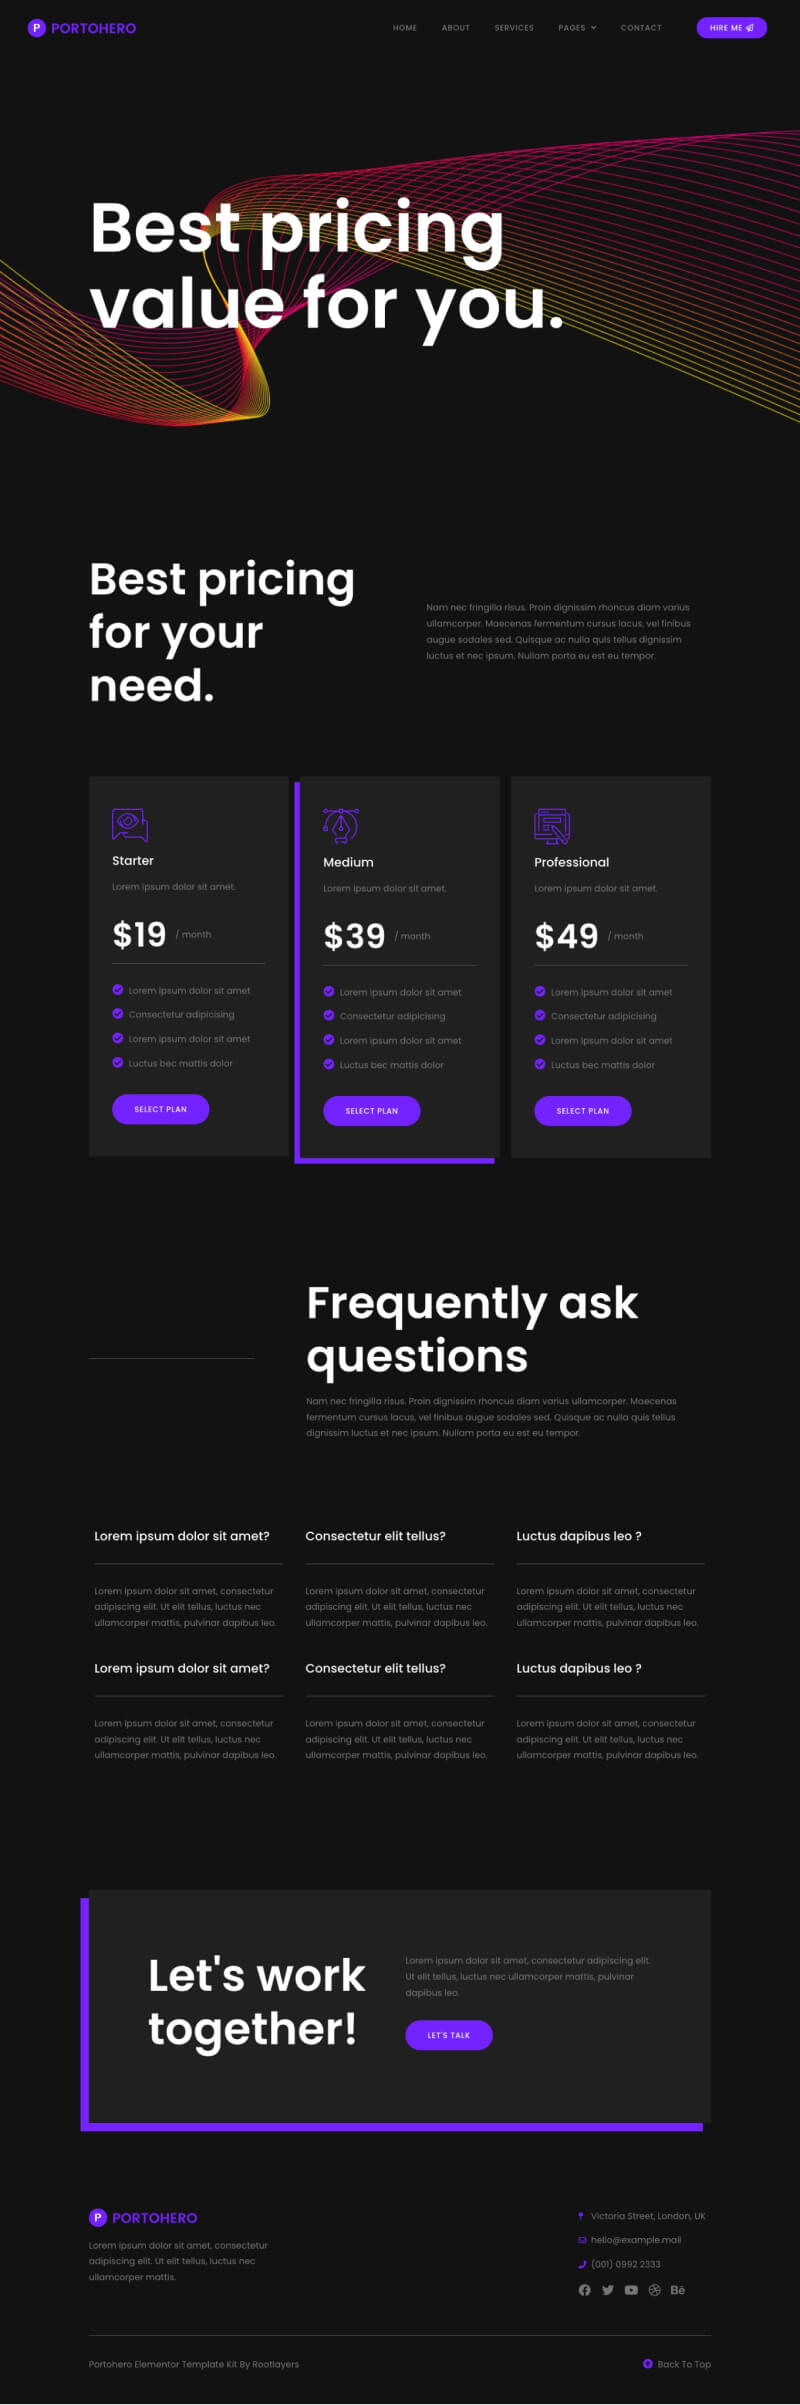 P PORTOHERO
HOME ABOUT SERVICES PAGES CONTACT HIRE ME
Best pricing
value for you.
Best pricing
for your
need.
Nam nec fringilla risus. Proin dignissim rhoncus diam varius
ullamcorper. Maecenas fermentum cursus lacus, vel finibus
augue sodales sed. Quisque ac nulla quis tellus dignissim
luctus et nec ipsum. Nullam porta eu est eu tempor.
Starter
Lorem ipsum dolor sit amet.
$19 / month
Lorem ipsum dolor sit amet
Consectetur adipicising
Lorem ipsum dolor sit amet
Luctus bec mattis dolor
SELECT PLAN
Medium
Lorem ipsum dolor sit amet.
$39 / month
Lorem ipsum dolor sit amet
Consectetur adipicising
Lorem ipsum dolor sit amet
Luctus bec mattis dolor
SELECT PLAN
Professional
Lorem ipsum dolor sit amet.
$49 / month
Lorem ipsum dolor sit amet
Consectetur adipicising
Lorem ipsum dolor sit amet
Luctus bec mattis dolor
SELECT PLAN
Frequently ask
questions
Nam nec fringilla risus. Proin dignissim rhoncus diam varius ullamcorper. Maecenas
fermentum cursus lacus, vel finibus augue sodales sed. Quisque ac nulla quis tellus
dignissim luctus et nec ipsum. Nullam porta eu est eu tempor.
Lorem ipsum dolor sit amet?
Lorem ipsum dolor sit amet, consectetur
adipiscing elit. Ut elit tellus, luctus nec
ullamcorper mattis, pulvinar dapibus leo.
Consectetur elit tellus?
Lorem ipsum dolor sit amet, consectetur
adipiscing elit. Ut elit tellus, luctus nec
ullamcorper mattis, pulvinar dapibus leo.
Luctus dapibus leo ?
Lorem ipsum dolor sit amet, consectetur
adipiscing elit. Ut elit tellus, luctus nec
ullamcorper mattis, pulvinar dapibus leo.
Lorem ipsum dolor sit amet?
Lorem ipsum dolor sit amet, consectetur
adipiscing elit. Ut elit tellus, luctus nec
ullamcorper mattis, pulvinar dapibus leo.
Consectetur elit tellus?
Lorem ipsum dolor sit amet, consectetur
adipiscing elit. Ut elit tellus, luctus nec
ullamcorper mattis, pulvinar dapibus leo.
Luctus dapibus leo ?
Lorem ipsum dolor sit amet, consectetur
adipiscing elit. Ut elit tellus, luctus nec
ullamcorper mattis, pulvinar dapibus leo.
Let's work
together!
Lorem ipsum dolor sit amet, consectetur adipiscing elit.
Ut elit tellus, luctus nec ullamcorper mattis, pulvinar
dapibus leo.
LET'S TALK
P PORTOHERO
Lorem ipsum dolor sit amet, consectetur
adipiscing elit. Ut elit tellus, luctus nec
ullamcorper mattis.
Victoria Street, London, UK
hello@example.mail
(001) 0992 2333
Bē
Portohero Elementor Template Kit By Rootlayers
Back To Top